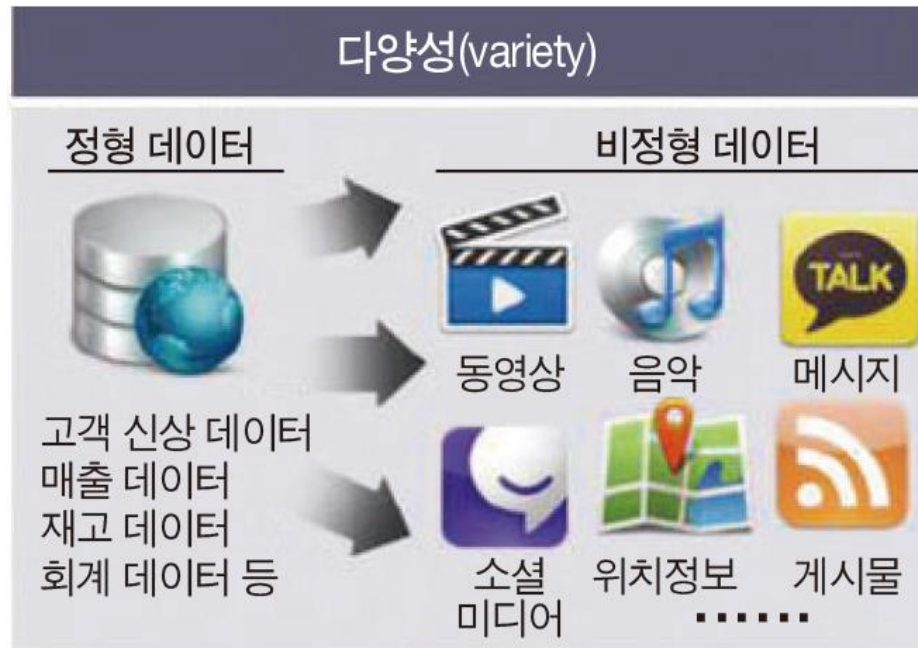 다양성(variety)
정형 데이터
비정형 데이터
고객 신상 데이터
매출 데이터
재고 데이터
회계 데이터 등
TALK
동영상
음악
메시지
소셜
미디어
위치정보
게시물
......